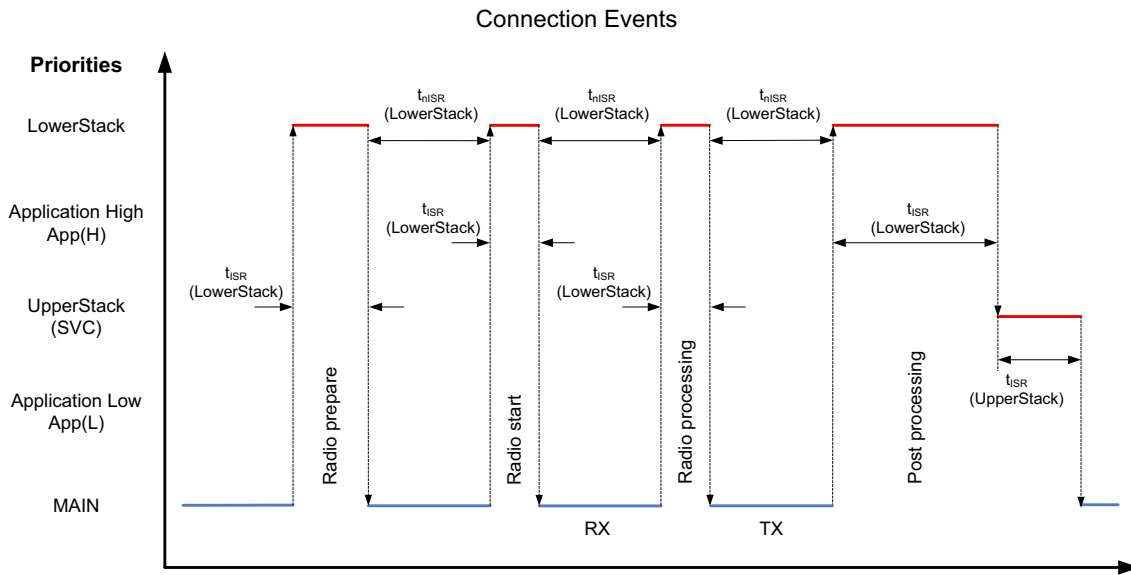 Connection Events
Priorities
LowerStack
Application High
App(H)
UpperStack
(SVC)
Application Low
App(L)
MAIN
tnISR
(LowerStack)
tnISR
(LowerStack)
tnISR
(LowerStack)
tISR
(LowerStack)
tISR
(LowerStack)
tISR
(LowerStack)
tISR
(LowerStack)
tISR
(UpperStack)
Radio prepare
Radio start
Radio processing
Post processing
RX
TX